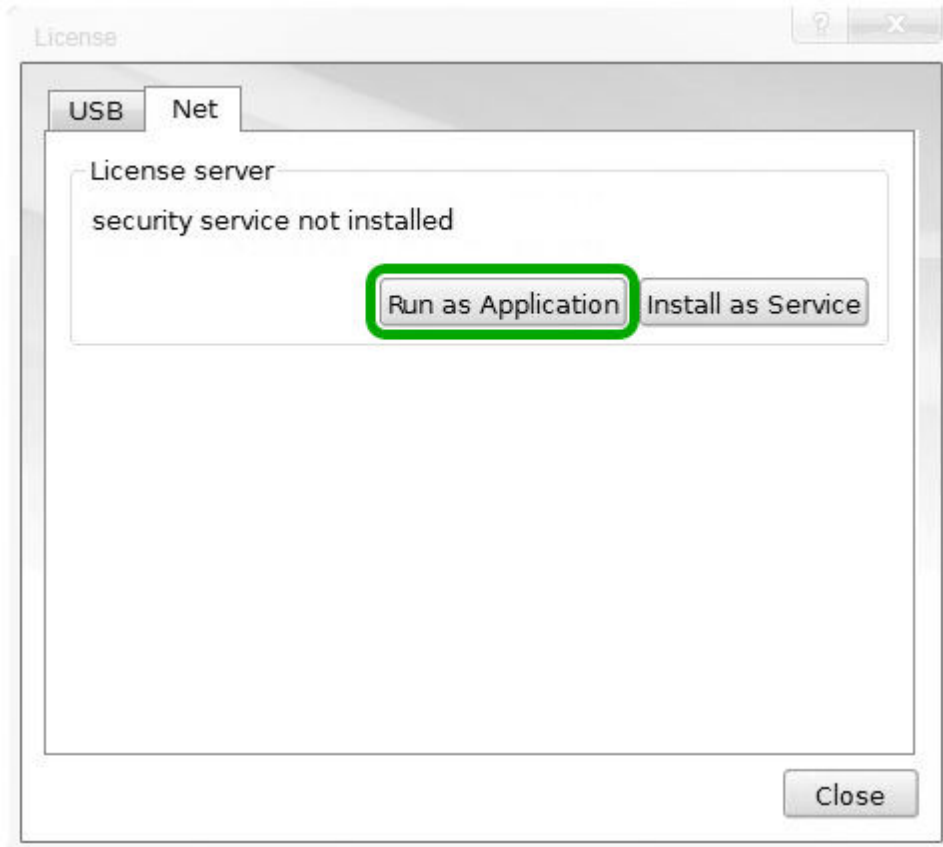 License
USB Net
License server
security service not installed
Run as Application Install as Service
Close